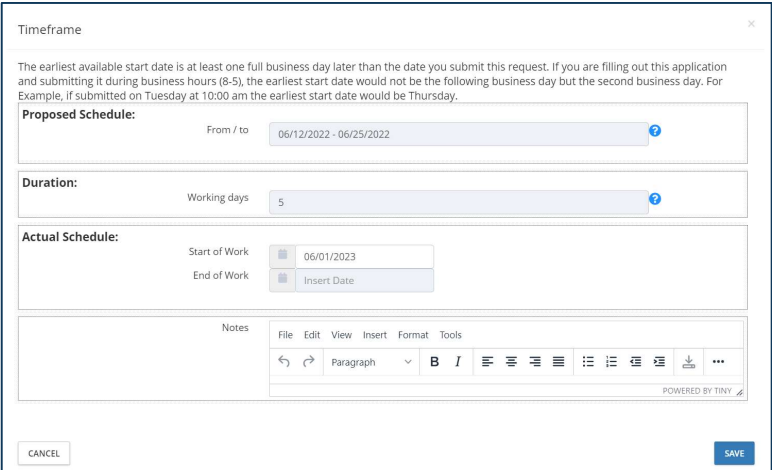 Timeframe
×
The earliest available start date is at least one full business day later than the date you submit this request. If you are filling out this application
and submitting it during business hours (8-5), the earliest start date would not be the following business day but the second business day. For
Example, if submitted on Tuesday at 10:00 am the earliest start date would be Thursday.
Proposed Schedule:
From / to 06/12/2022 - 06/25/2022 ?
Duration:
Working days 5 ?
Actual Schedule:
Start of Work 06/01/2023
End of Work Insert Date
Notes File Edit View Insert Format Tools
Paragraph B I
POWERED BY TINY
CANCEL SAVE